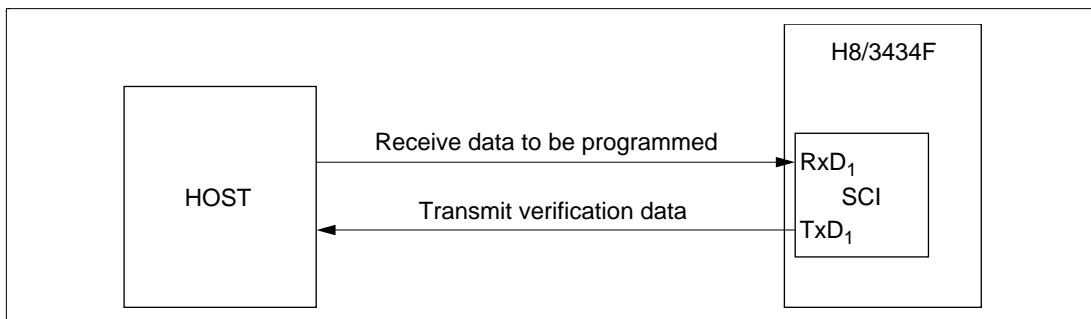 H8/3434F
Receive data to be programmed
RxD₁
HOST
SCI
Transmit verification data
TxD₁